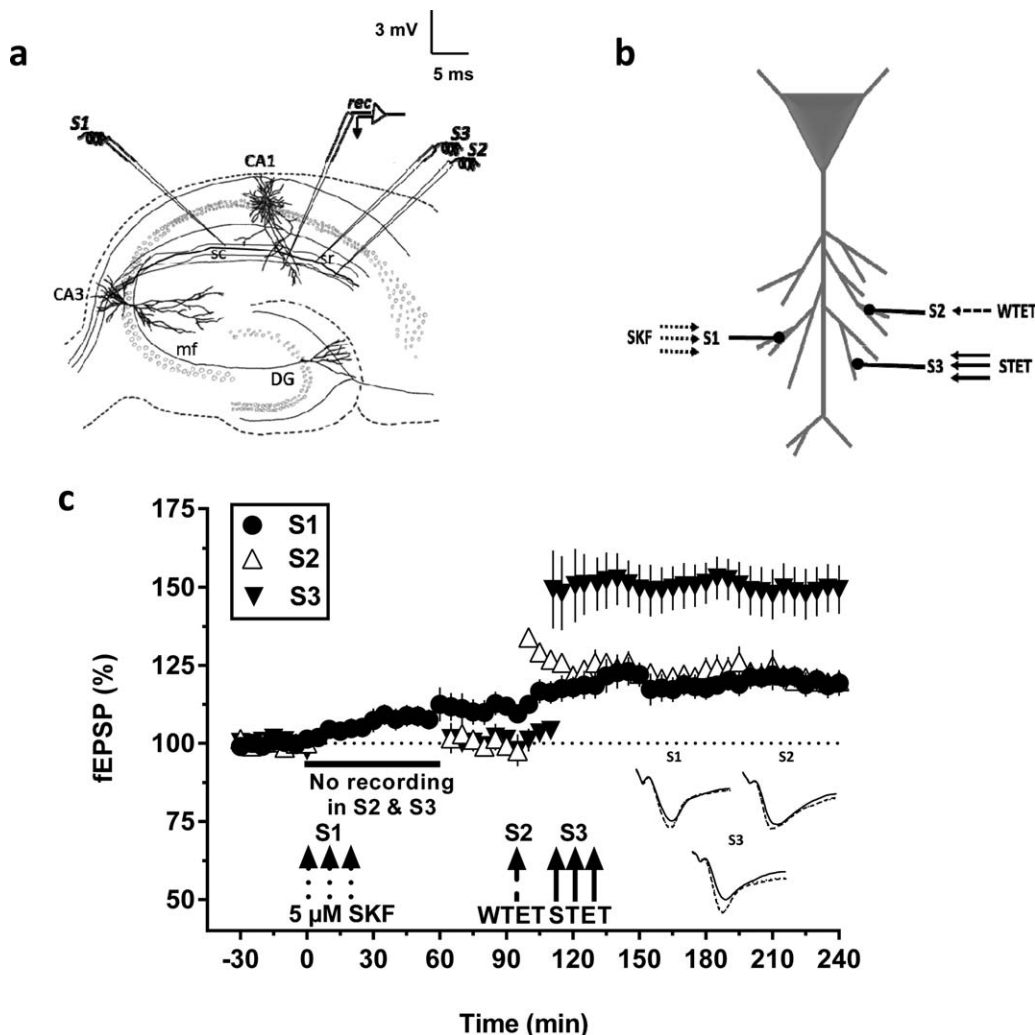 a
3 mV
5 ms
S1
rec
S3
S2
CA1
sc
sr
CA3
mf
DG
b
SKF S1
S2 WTET
S3 STET
c
fEPSP (%)
175
150
125
100
75
50
S1
S2
S3
No recording
in S2 & S3
S1
S2
S3
5 µM SKF
WTET STET
S1
S2
S3
-30 0 30 60 90 120 150 180 210 240
Time (min)